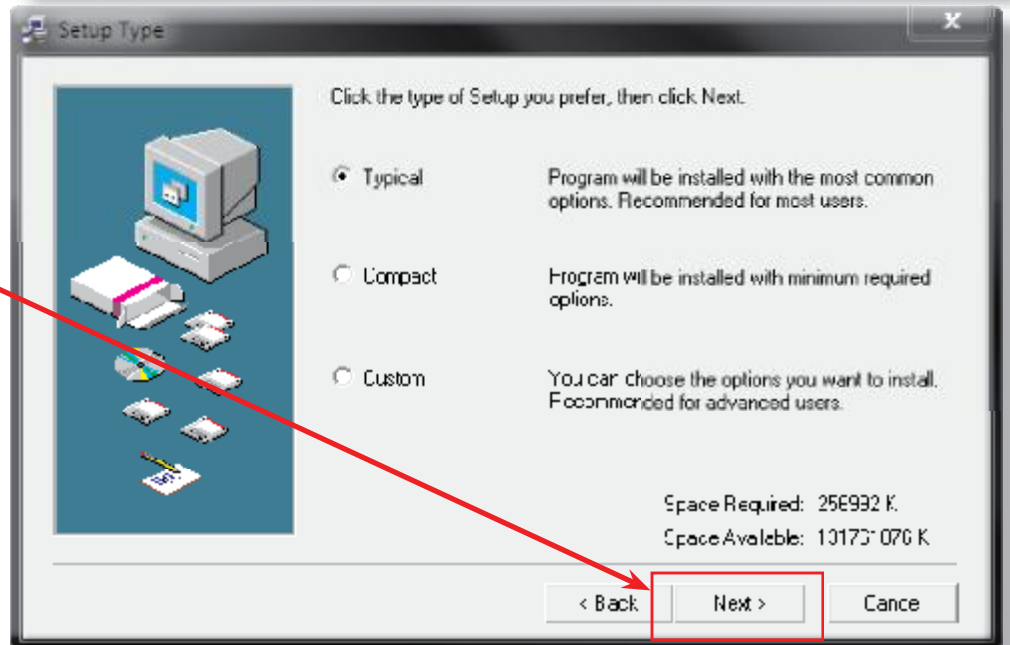 Setup Type
Click the type of Setup you prefer, then click Next.
Typical
Program will be installed with the most common
options. Recommended for most users.
Compact
Program will be installed with minimum required
options.
Custom
You can choose the options you want to install.
Recommended for advanced users.
Space Required: K
Space Available: K
< Back
Next >
Cance